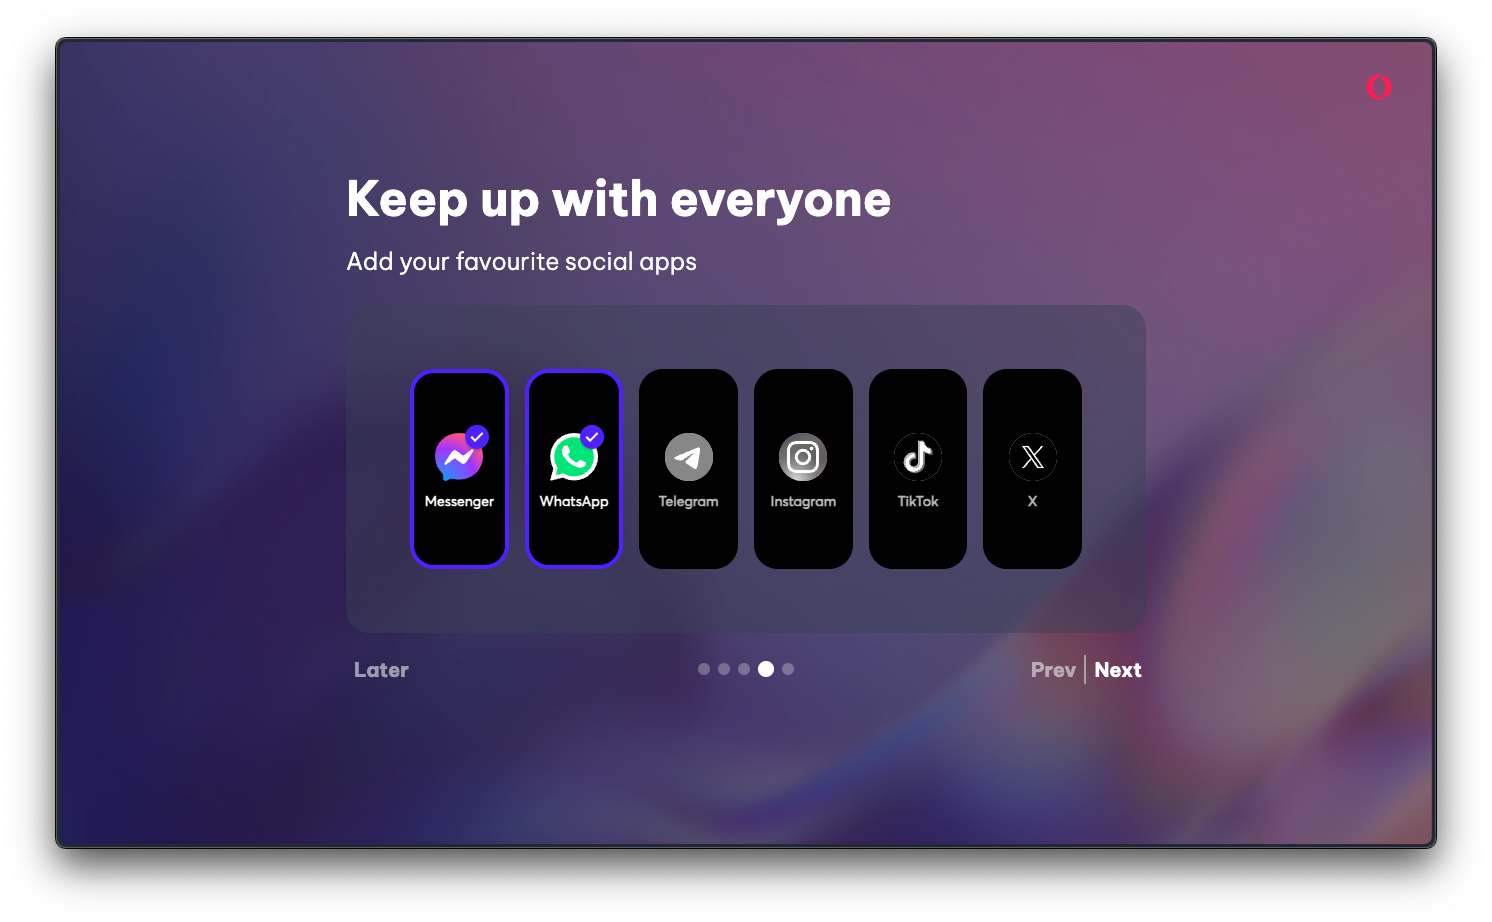 Keep up with everyone
Add your favourite social apps
Messenger
WhatsApp
Telegram
Instagram
TikTok
X
Later
Prev
Next